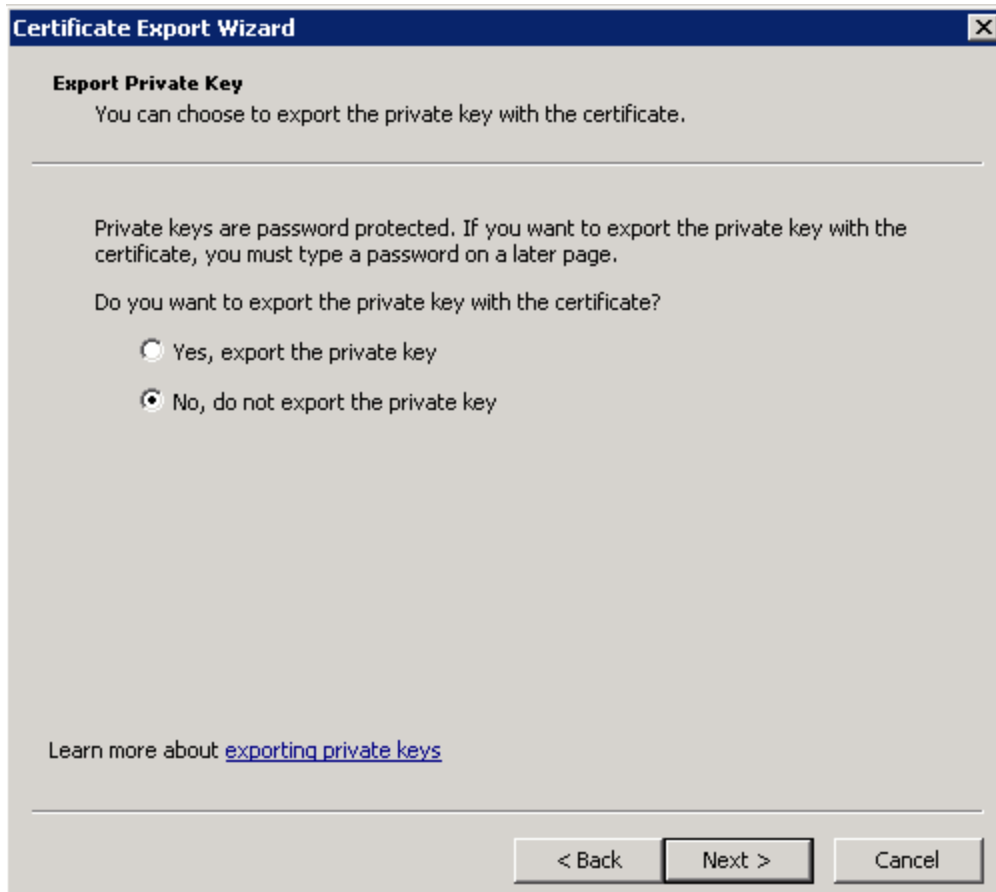 Certificate Export Wizard
Export Private Key
You can choose to export the private key with the certificate.
Private keys are password protected. If you want to export the private key with the
certificate, you must type a password on a later page.
Do you want to export the private key with the certificate?
Yes, export the private key
No, do not export the private key
Learn more about exporting private keys
< Back Next > Cancel